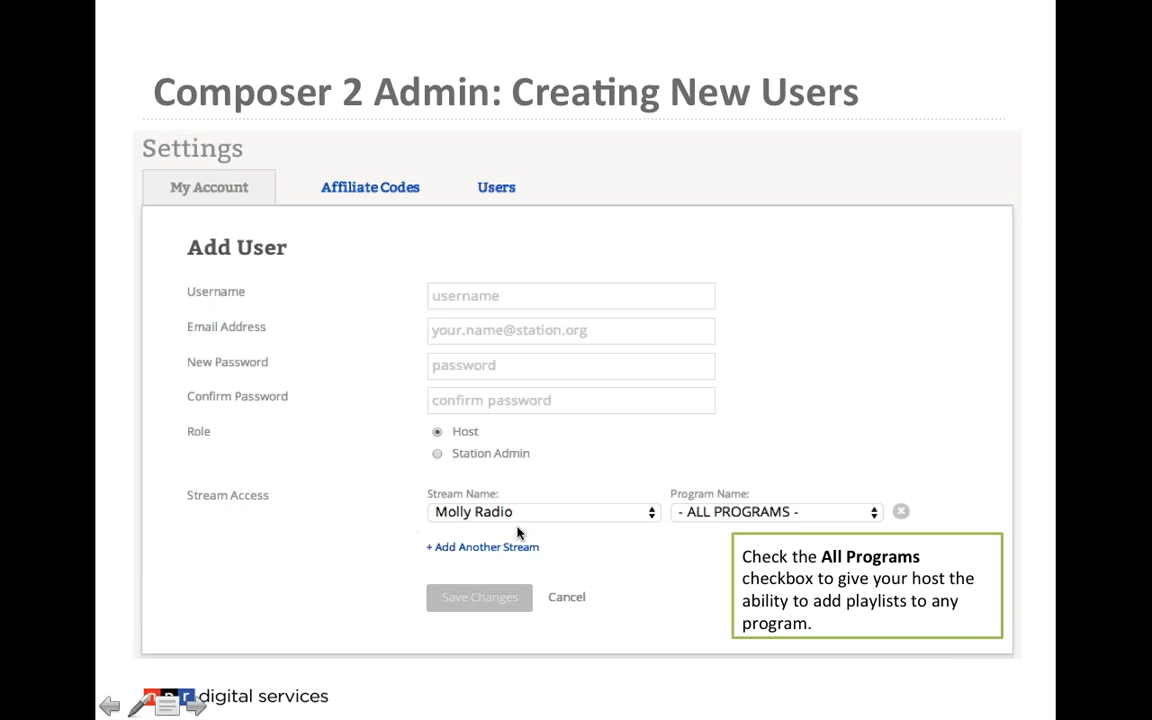 Composer 2 Admin: Creating New Users
Settings
My Account
Affiliate Codes
Users
Add User
Username
username
Email Address
your.name@station.org
New Password
password
Confirm Password
confirm password
Role
Host
Station Admin
Stream Access
Stream Name:
Program Name:
Molly Radio
- ALL PROGRAMS -
+ Add Another Stream
Save Changes
Cancel
Check the All Programs
checkbox to give your host the
ability to add playlists to any
program.
npr digital services